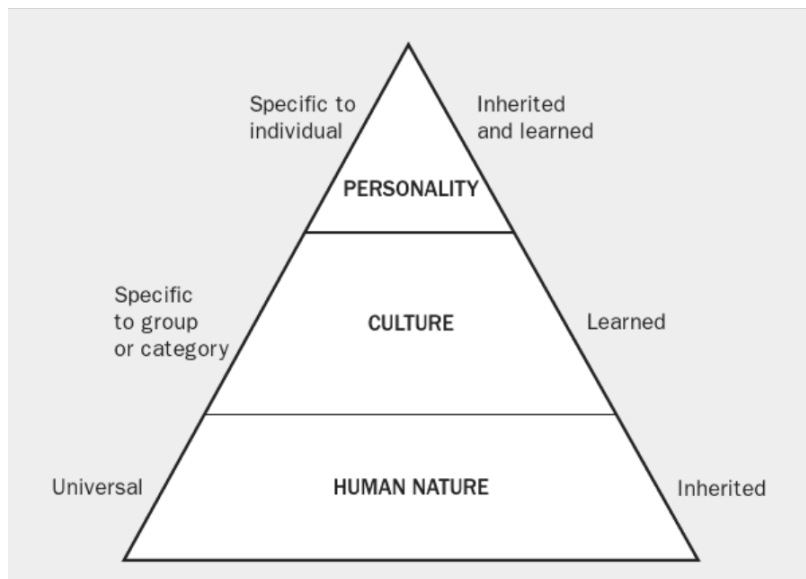 Specific to
individual
Inherited
and learned
PERSONALITY
Specific
to group
or category
CULTURE
Learned
Universal
HUMAN NATURE
Inherited